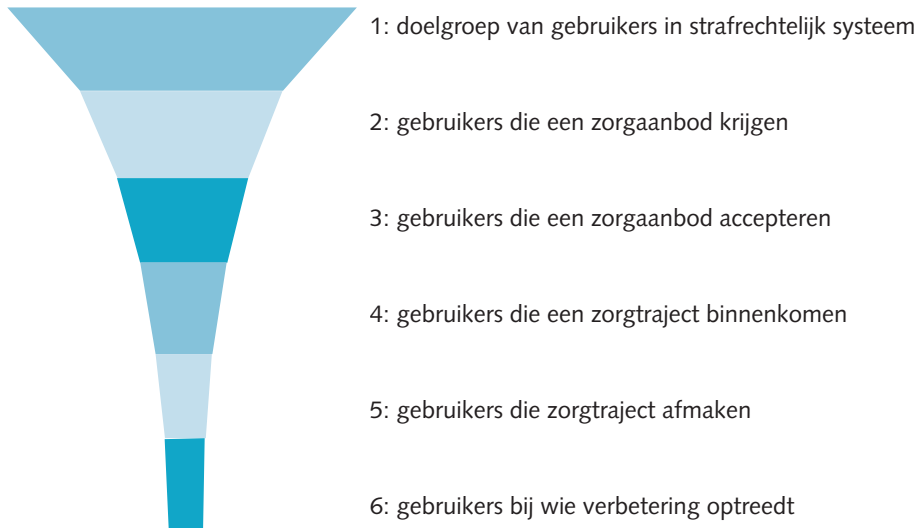 1: doelgroep van gebruikers in strafrechtelijk systeem
2: gebruikers die een zorgaanbod krijgen
3: gebruikers die een zorgaanbod accepteren
4: gebruikers die een zorgtraject binnenkomen
5: gebruikers die zorgtraject afmaken
6: gebruikers bij wie verbetering optreedt